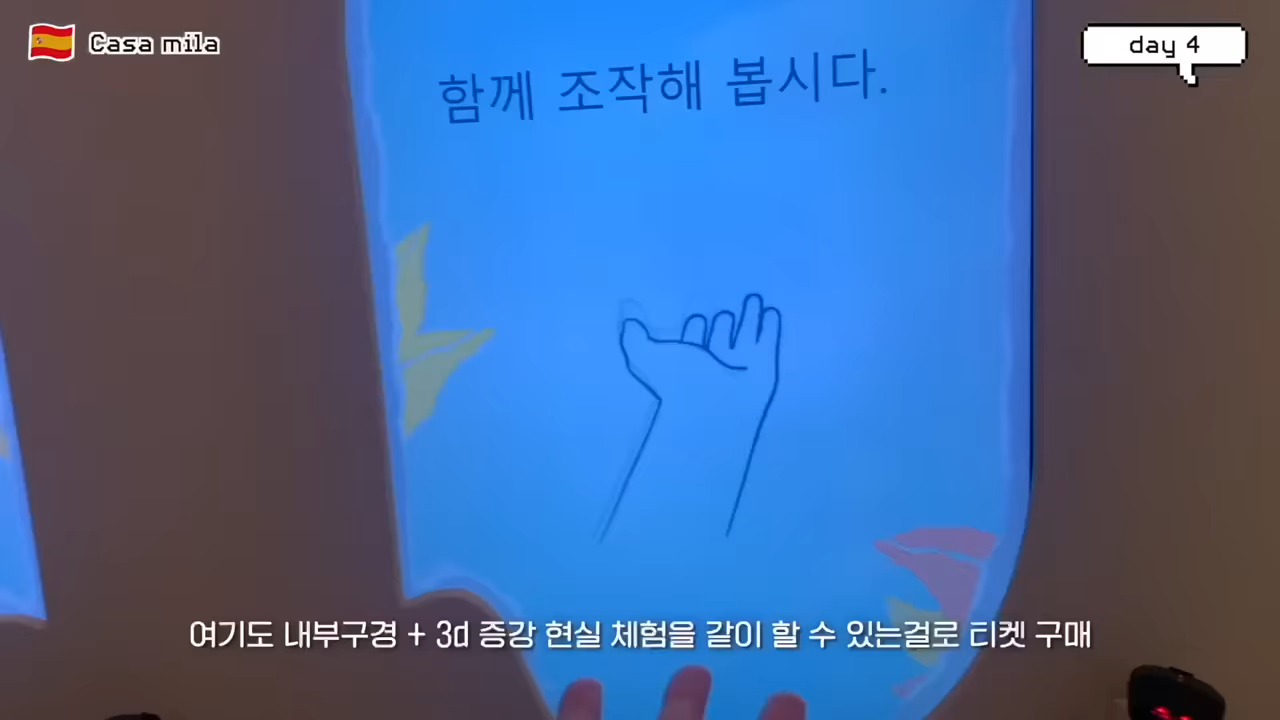 Casa mila
day 4
함께 조작해 봅시다.
여기도 내부구경 + 3d 증강 현실 체험을 같이 할 수 있는걸로 티켓 구매